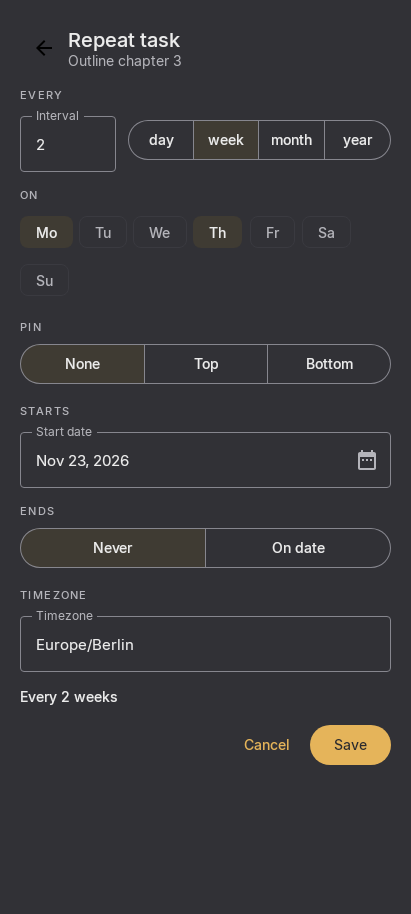 Repeat task
Outline chapter 3
EVERY
Interval
2
day week month year
ON
Mo Tu We Th Fr Sa
Su
PIN
None Top Bottom
STARTS
Start date
Nov 23, 2026
ENDS
Never On date
TIMEZONE
Timezone
Europe/Berlin
Every 2 weeks
Cancel Save